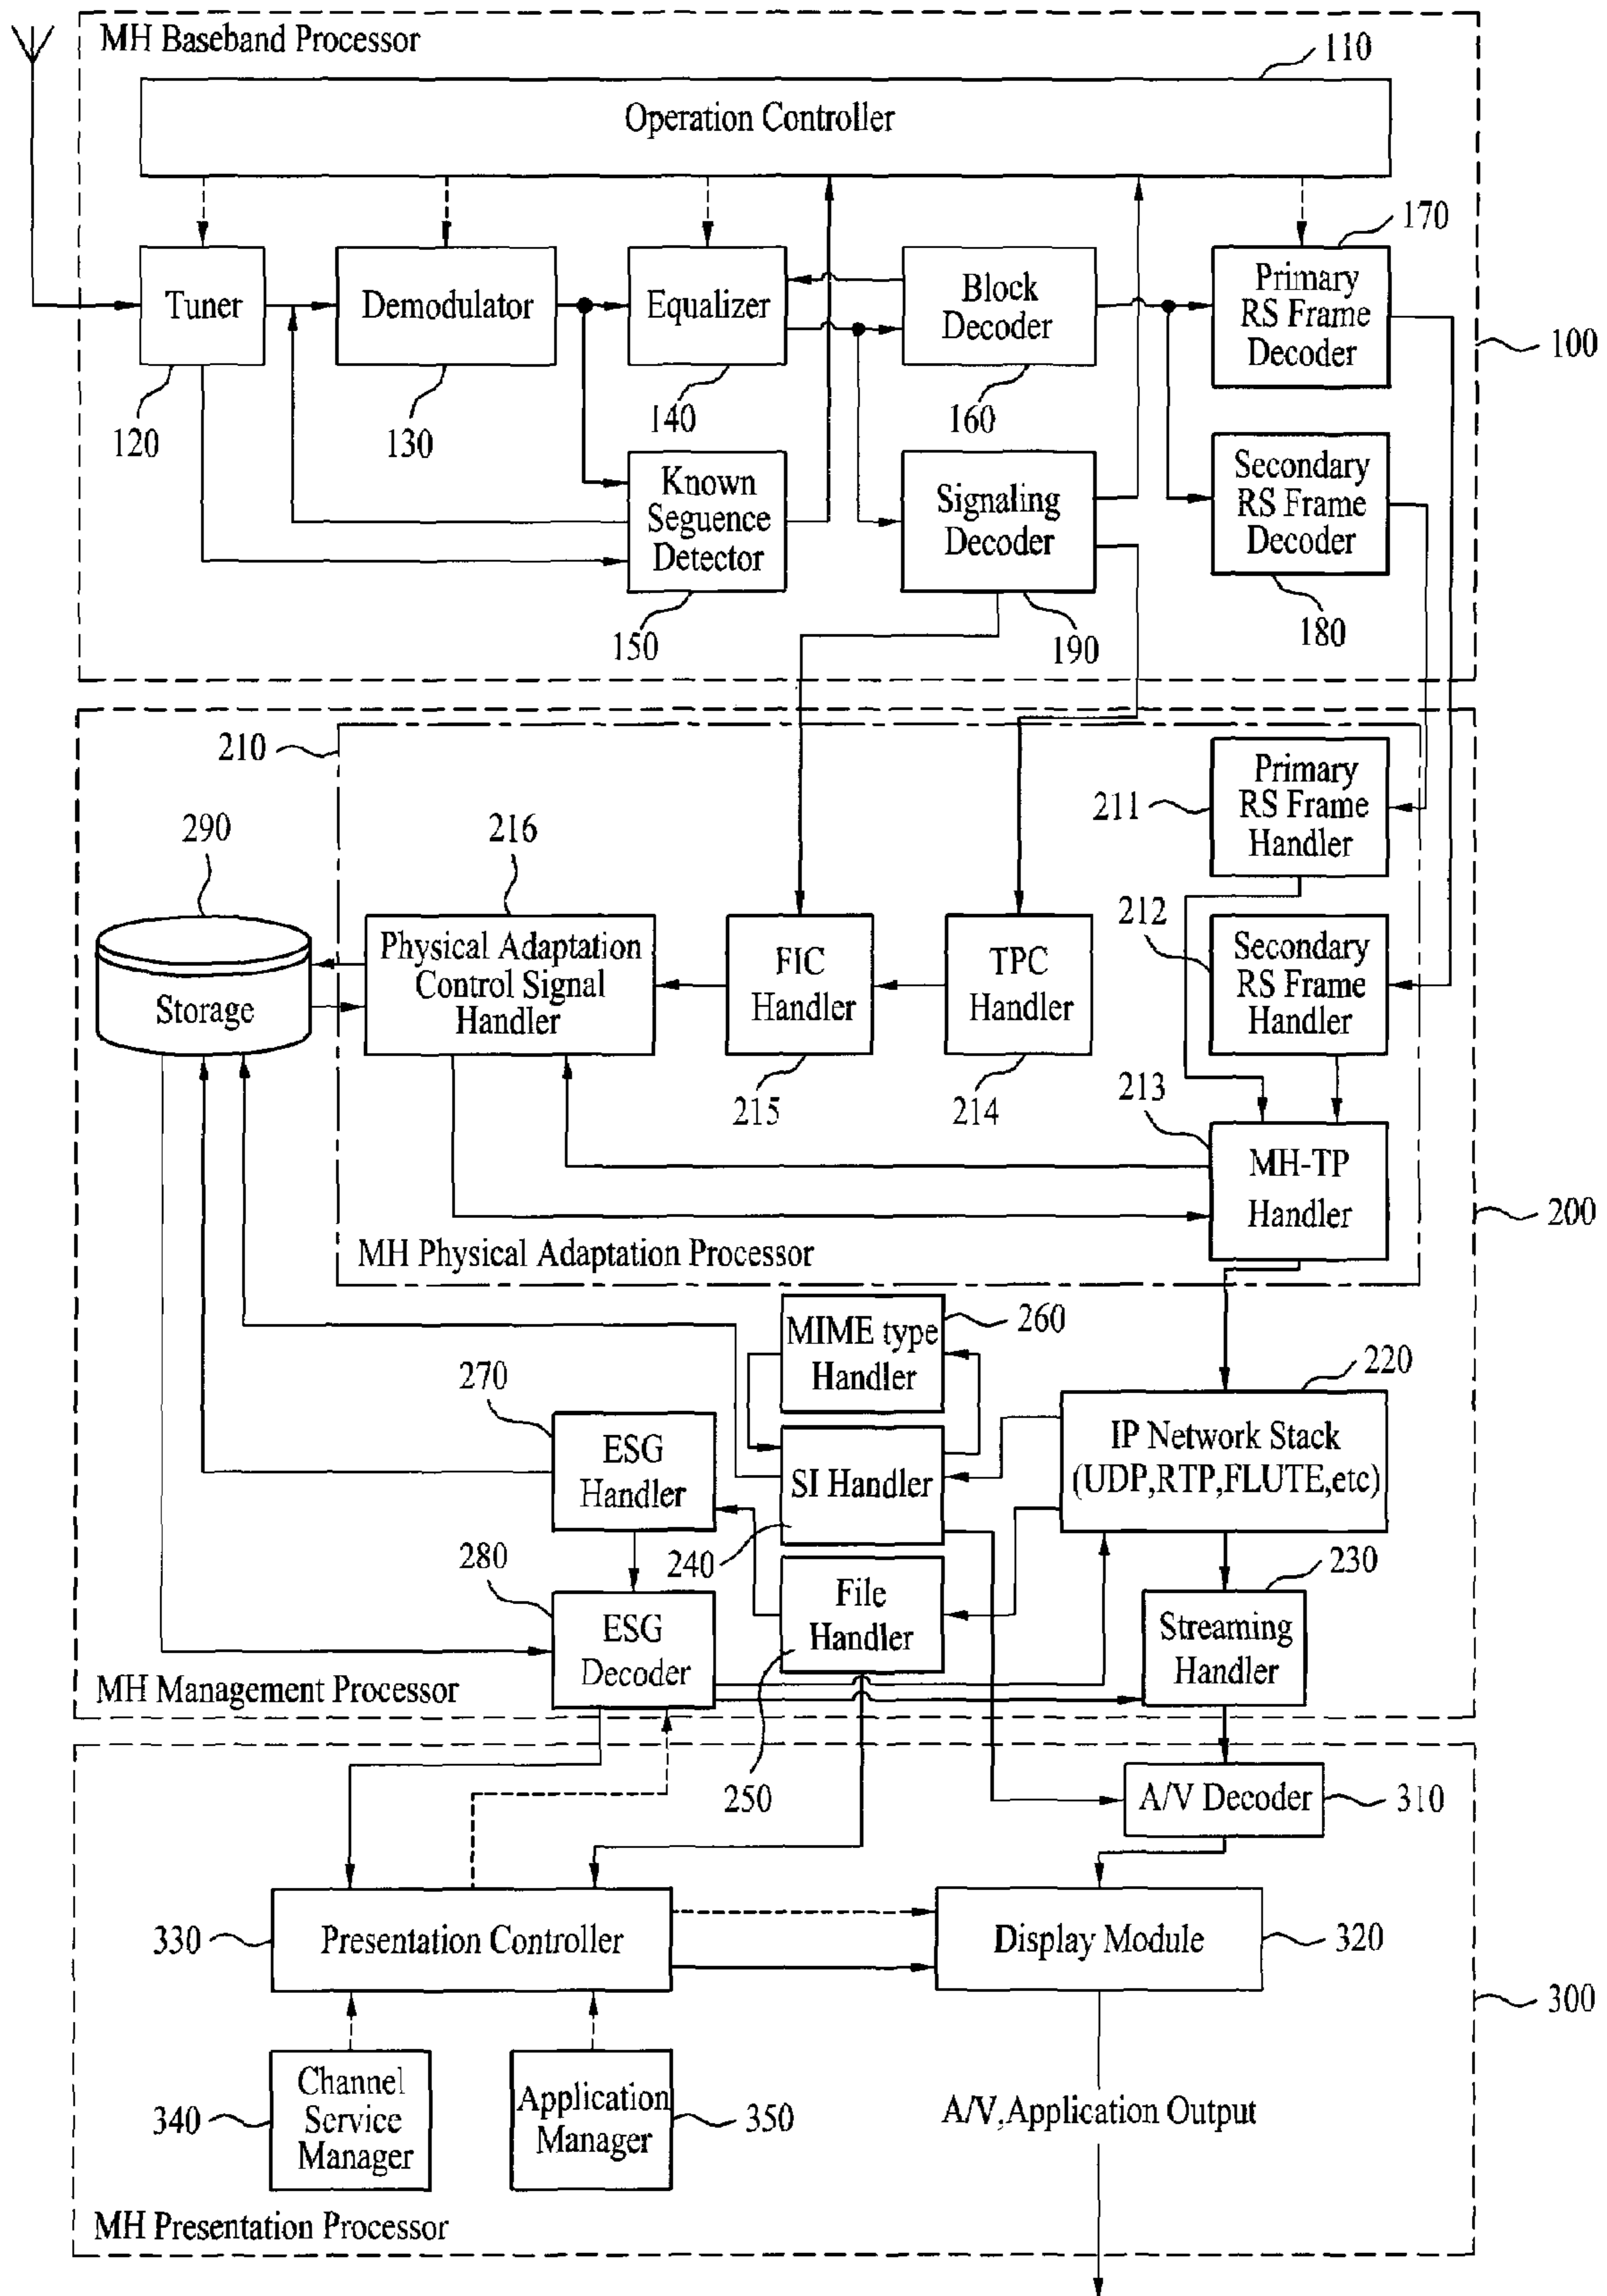 MH Baseband Processor
110
Operation Controller
170
Tuner
Demodulator
Equalizer
Block
Decoder
Primary
RS Frame
Decoder
100
120
130
140
160
Known
Seguence
Detector
Signaling
Decoder
Secondary
RS Frame
Decoder
150
190
180
210
Primary
RS Frame
Handler
211
290
216
212
Storage
Physical Adaptation
Control Signal
Handler
FIC
Handler
TPC
Handler
Secondary
RS Frame
Handler
215
214
213
MH-TP
Handler
200
MH Physical Adaptation Processor
MIME type
Handler
260
270
220
ESG
Handler
SI Handler
IP Network Stack
(UDP,RTP,FLUTE,etc)
280
240
230
ESG
Decoder
File
Handler
Streaming
Handler
MH Management Processor
250
A/V Decoder
310
330
Presentation Controller
Display Module
320
300
340
Channel
Service
Manager
Application
Manager
350
A/V,Application Output
MH Presentation Processor